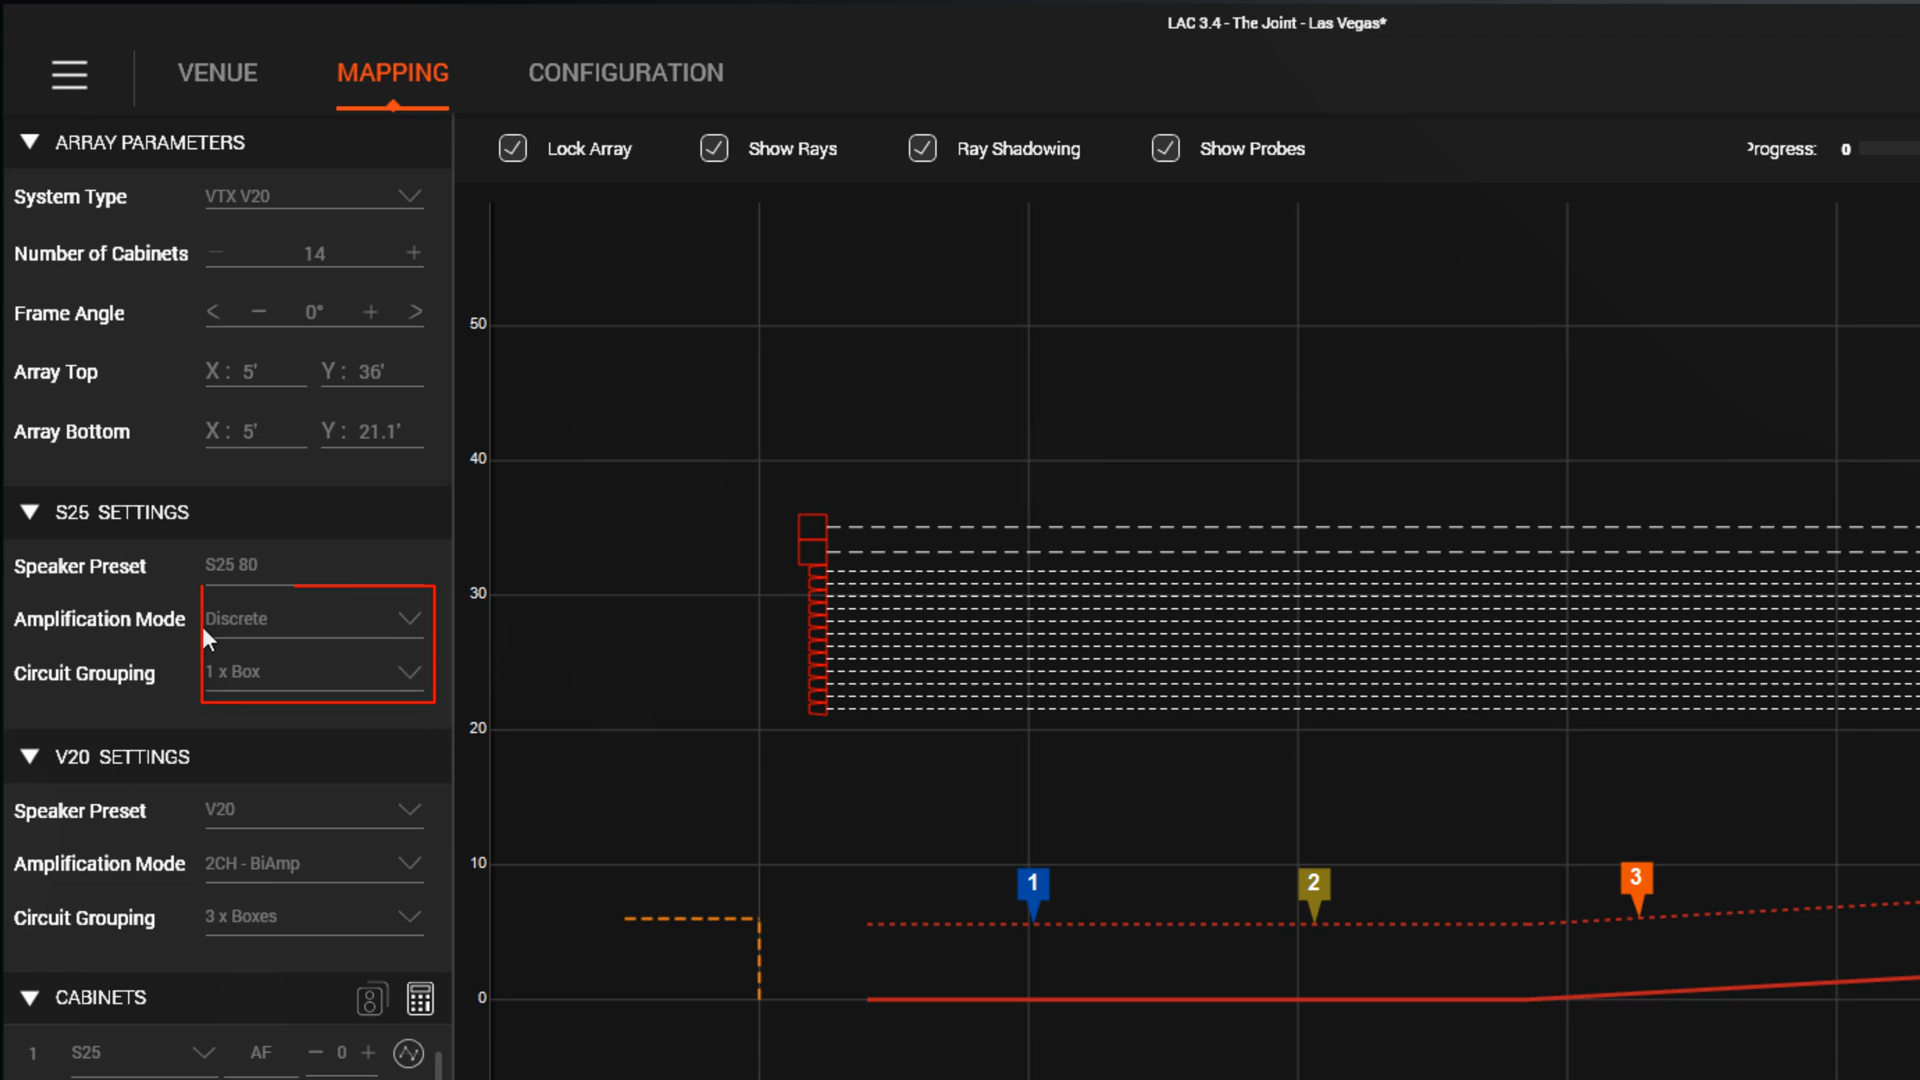 LAC 3.4 - The Joint - Las Vegas*
VENUE
MAPPING
CONFIGURATION
ARRAY PARAMETERS
System Type VTX V20
Number of Cabinets − 14 +
Frame Angle < − 0° + >
Array Top X : 5' Y : 36'
Array Bottom X : 5' Y : 21.1'
S25 SETTINGS
Speaker Preset S25 80
Amplification Mode Discrete
Circuit Grouping 1 x Box
V20 SETTINGS
Speaker Preset V20
Amplification Mode 2CH - BiAmp
Circuit Grouping 3 x Boxes
CABINETS
1 S25 AF − 0 +
Lock Array
Show Rays
Ray Shadowing
Show Probes
Progress: 0
50
40
30
20
10
0
1
2
3